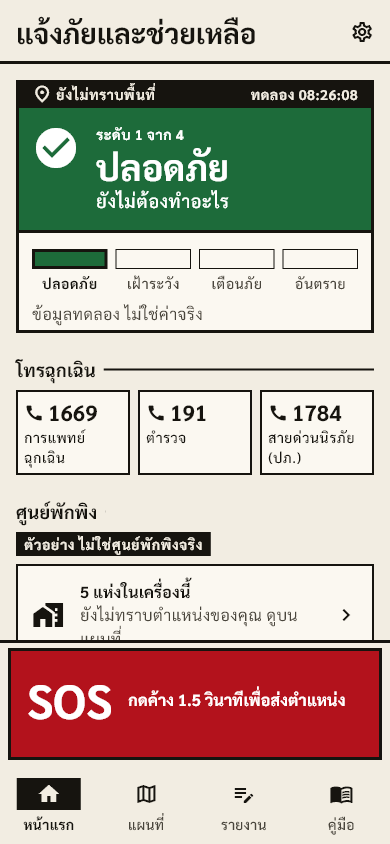 แจ้งภัยและช่วยเหลือ
ยังไม่ทราบพื้นที่ ทดลอง 08:26:08
ระดับ 1 จาก 4
ปลอดภัย
ยังไม่ต้องทำอะไร
ปลอดภัย เฝ้าระวัง เตือนภัย อันตราย
ข้อมูลทดลอง ไม่ใช่ค่าจริง
โทรฉุกเฉิน
1669 191 1784
การแพทย์ฉุกเฉิน ตำรวจ สายด่วนนิรภัย (ปภ.)
ศูนย์พักพิง
ตัวอย่าง ไม่ใช่ศูนย์พักพิงจริง
5 แห่งในเครื่องนี้
ยังไม่ทราบตำแหน่งของคุณ ดูบน
แผนที่
SOS กดค้าง 1.5 วินาทีเพื่อส่งตำแหน่ง
หน้าแรก แผนที่ รายงาน คู่มือ